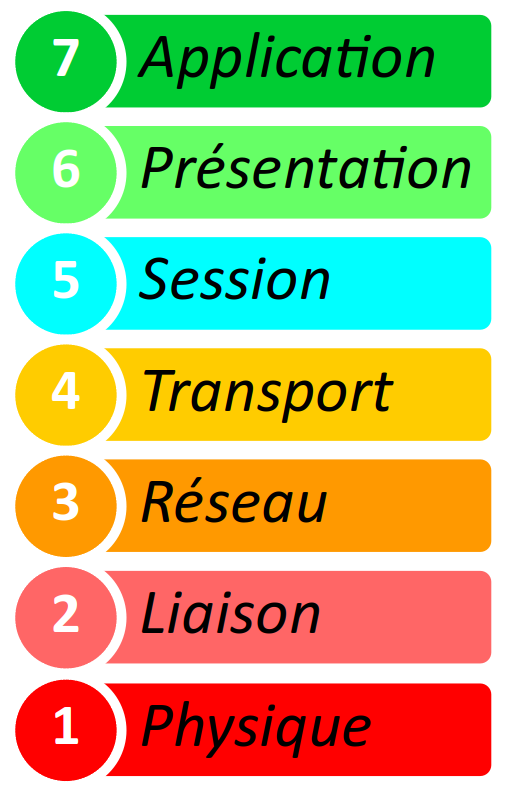 7 Application
6 Présentation
5 Session
4 Transport
3 Réseau
2 Liaison
1 Physique